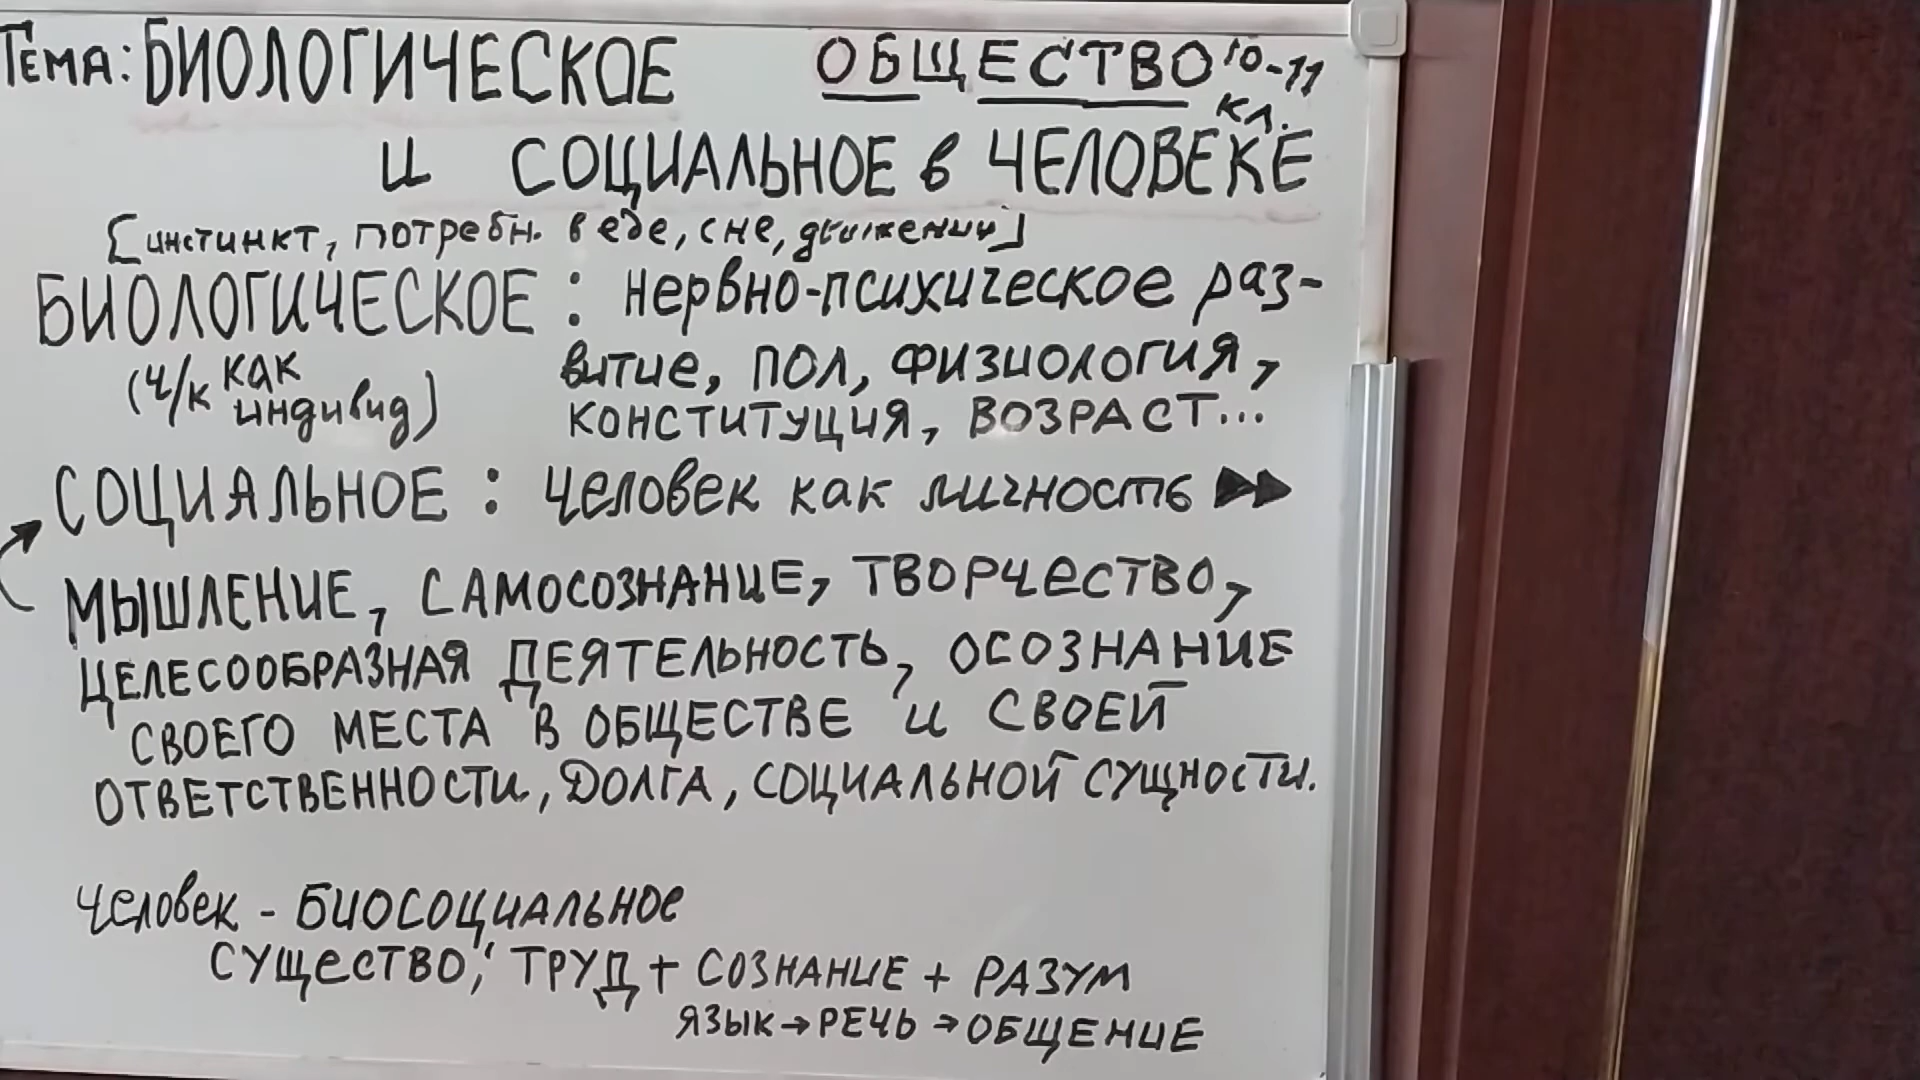 Тема: БИОЛОГИЧЕСКОЕ ОБЩЕСТВО 10-11 кл.
и СОЦИАЛЬНОЕ в ЧЕЛОВЕКЕ
[инстинкт, потребн. в еде, сне, движении]
БИОЛОГИЧЕСКОЕ: нервно-психическое раз-
(ч/к как индивид) витие, пол, физиология,
конституция, возраст...
СОЦИАЛЬНОЕ: Человек как личность
МЫШЛЕНИЕ, САМОСОЗНАНИЕ, ТВОРЧЕСТВО,
ЦЕЛЕСООБРАЗНАЯ ДЕЯТЕЛЬНОСТЬ, ОСОЗНАНИЕ
СВОЕГО МЕСТА В ОБЩЕСТВЕ И СВОЕЙ
ОТВЕТСТВЕННОСТИ, ДОЛГА, СОЦИАЛЬНОЙ СУЩНОСТИ.
Человек - БИОСОЦИАЛЬНОЕ
СУЩЕСТВО, ТРУД + СОЗНАНИЕ + РАЗУМ
ЯЗЫК → РЕЧЬ → ОБЩЕНИЕ